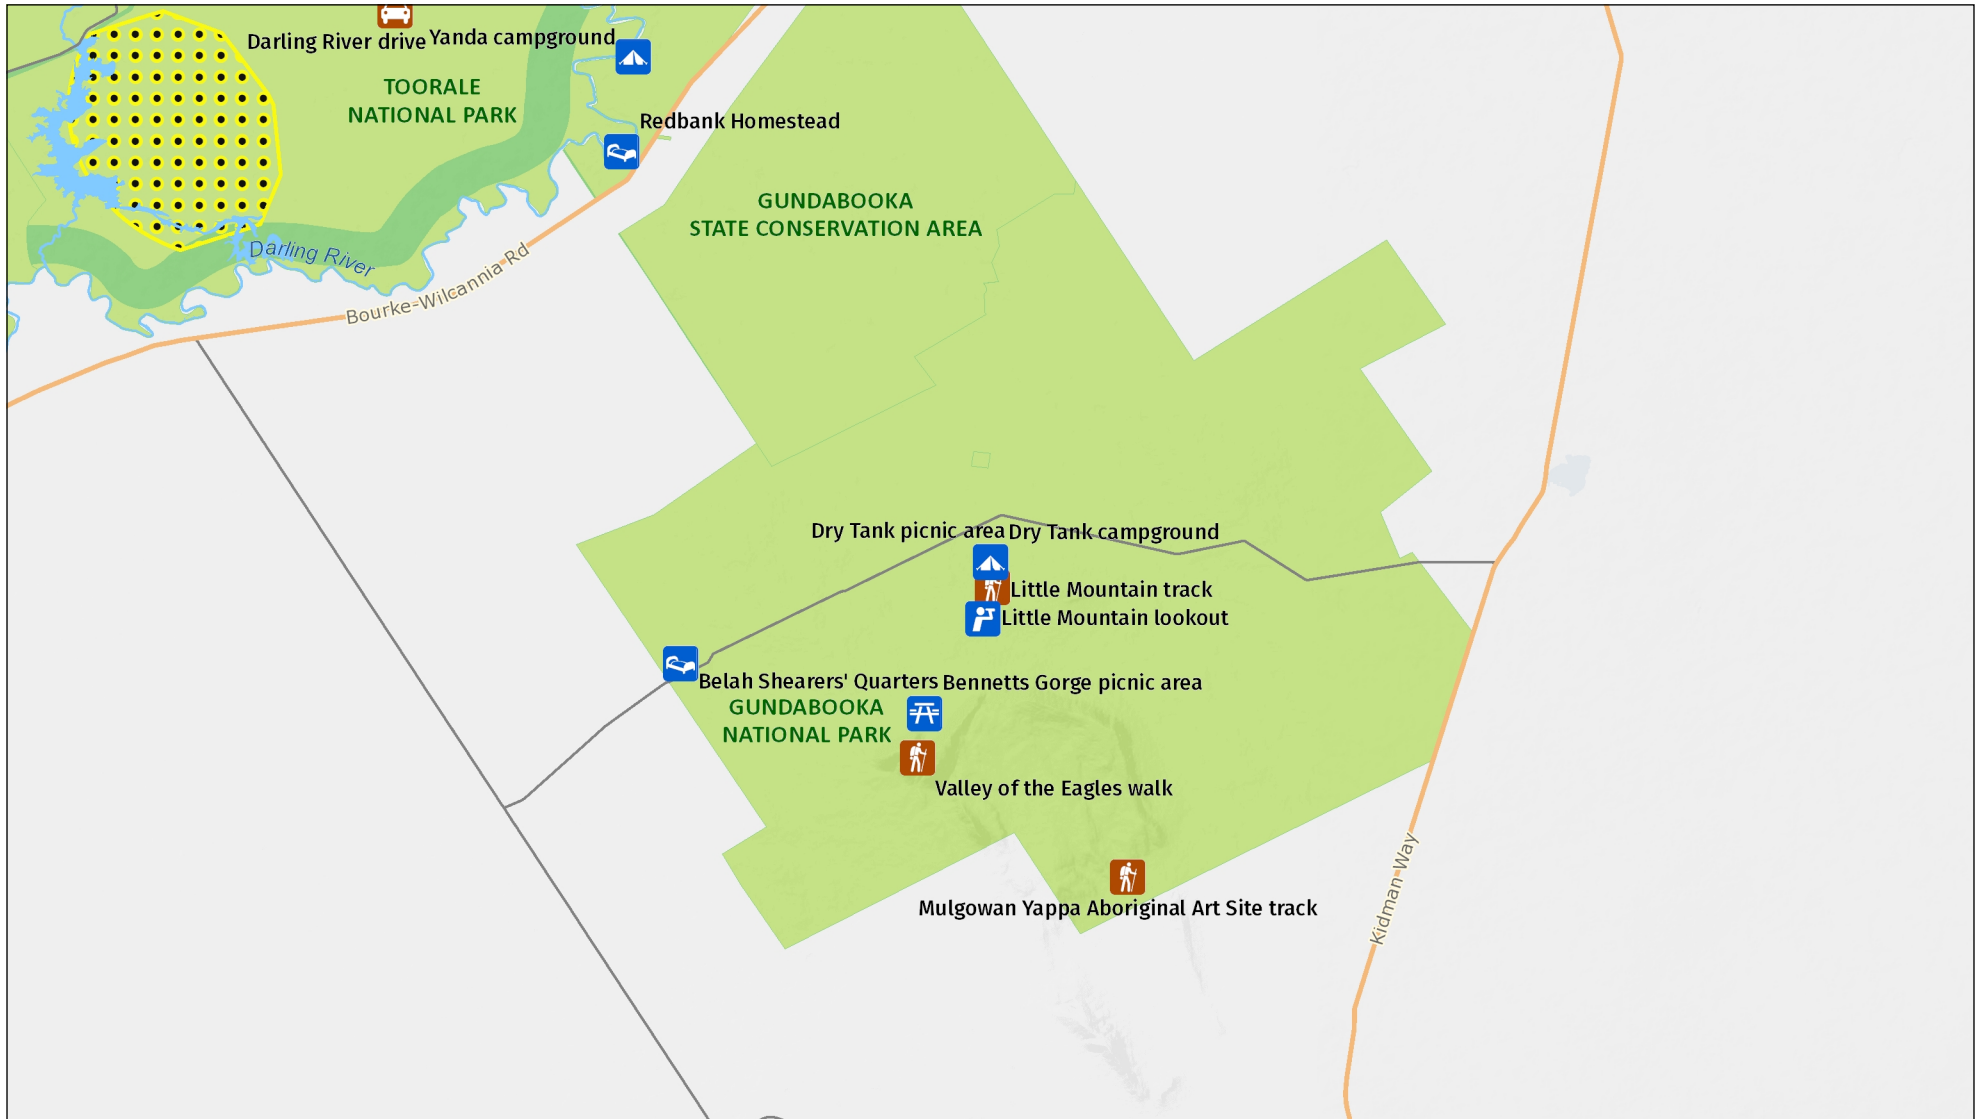 Darling River drive
Yanda campground
TOORALE
NATIONAL PARK
Redbank Homestead
GUNDABOOKA
STATE CONSERVATION AREA
Darling River
Bourke-Wilcannia Rd
Dry Tank picnic area
Dry Tank campground
Little Mountain track
Little Mountain lookout
Belah Shearers' Quarters
Bennetts Gorge picnic area
GUNDABOOKA
NATIONAL PARK
Valley of the Eagles walk
Kidman Way
Mulgowan Yappa Aboriginal Art Site track